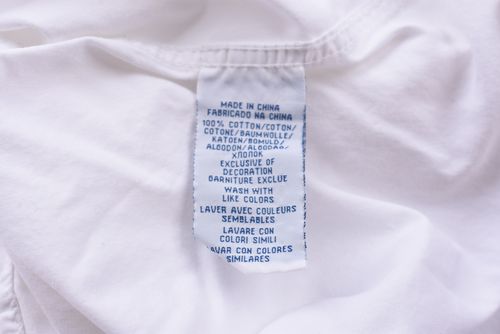 MADE IN CHINA
FABRICADO NA CHINA
100% COTTON/COTON/
COTONE/BAUMWOLLE/
KATOEN/BOMULD/
ALGODON/ALGODAO/
ХЛОПОК
EXCLUSIVE OF
DECORATION
GARNITURE EXCLUE
WASH WITH
LIKE COLORS
LAVER AVEC COULEURS
SEMBLABLES
LAVARE CON
COLORI SIMILI
LAVAR CON COLORES
SIMILARES